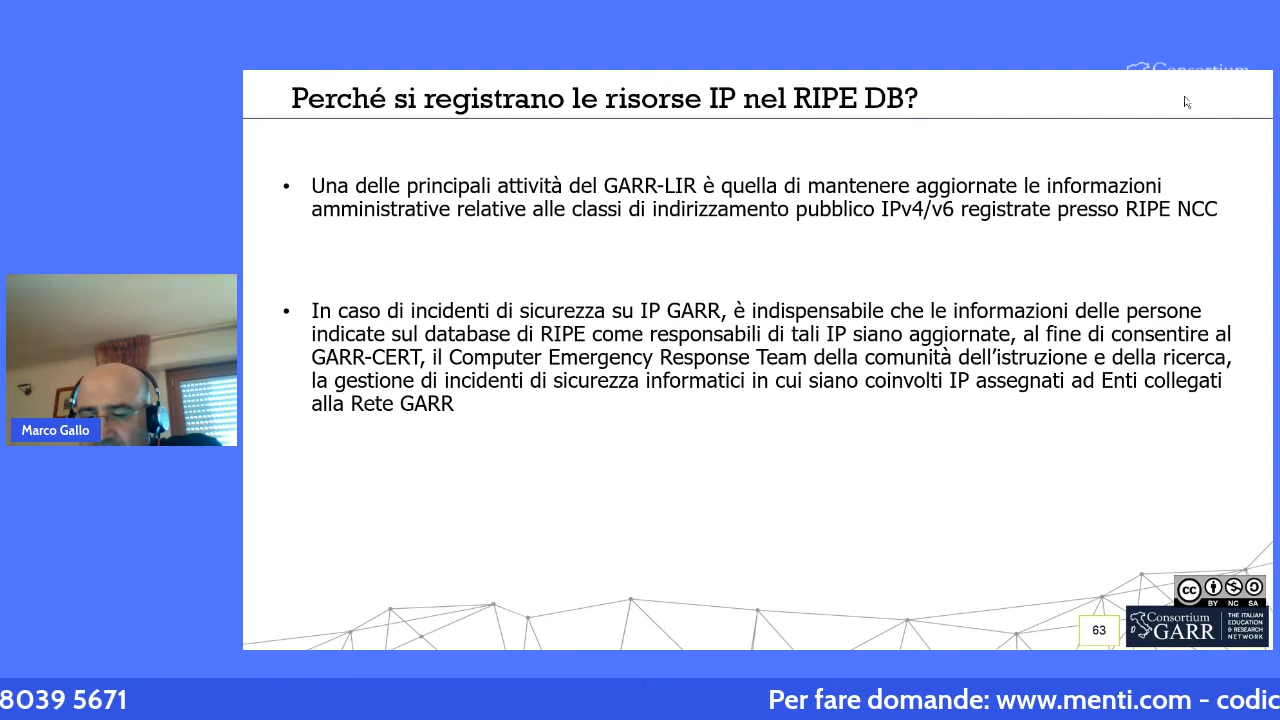 Consortium
Perché si registrano le risorse IP nel RIPE DB?
• Una delle principali attività del GARR-LIR è quella di mantenere aggiornate le informazioni
amministrative relative alle classi di indirizzamento pubblico IPv4/v6 registrate presso RIPE NCC
• In caso di incidenti di sicurezza su IP GARR, è indispensabile che le informazioni delle persone
indicate sul database di RIPE come responsabili di tali IP siano aggiornate, al fine di consentire al
GARR-CERT, il Computer Emergency Response Team della comunità dell’istruzione e della ricerca,
la gestione di incidenti di sicurezza informatici in cui siano coinvolti IP assegnati ad Enti collegati
alla Rete GARR
Marco Gallo
cc
BY NC SA
63
Consortium
GARR
THE ITALIAN
EDUCATION
& RESEARCH
NETWORK
8039 5671
Per fare domande: www.menti.com - codic